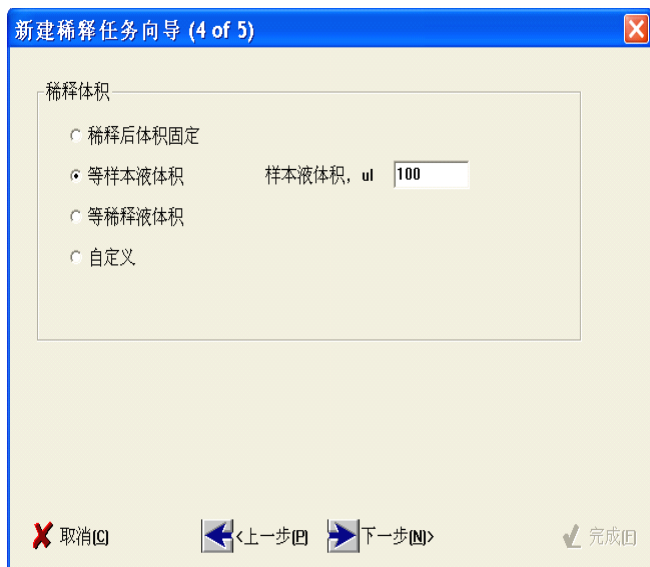 新建稀释任务向导 (4 of 5)
稀释体积
稀释后体积固定
等样本液体积 样本液体积，ul 100
等稀释液体积
自定义
取消(C) <上一步(P) 下一步(N)> 完成(F)